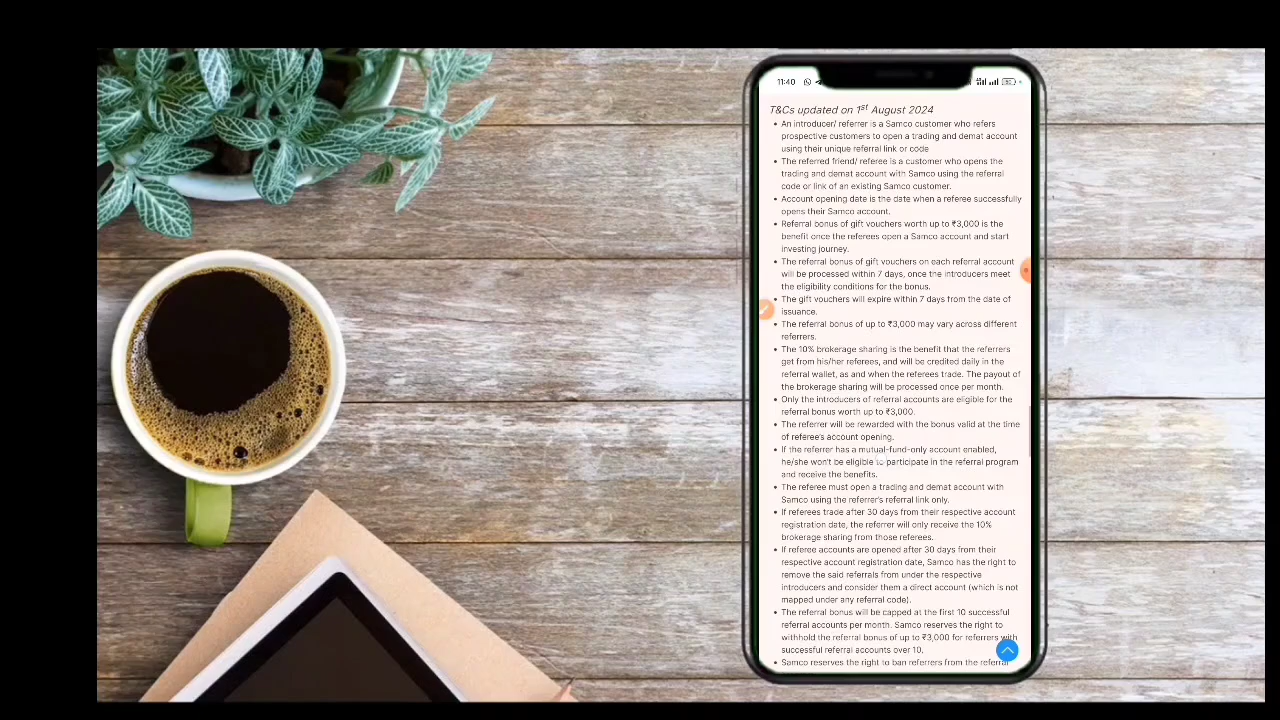 11:40
T&Cs updated on 1st August 2024
• An introducer/ referrer is a Samco customer who refers
prospective customers to open a trading and demat account
using their unique referral link or code
• The referred friend/ referee is a customer who opens the
trading and demat account with Samco using the referral
code or link of an existing Samco customer.
• Account opening date is the date when a referee successfully
opens their Samco account.
• Referral bonus of gift vouchers worth up to ₹3,000 is the
benefit once the referees open a Samco account and start
investing journey.
• The referral bonus of gift vouchers on each referral account
will be processed within 7 days, once the introducers meet
the eligibility conditions for the bonus.
• The gift vouchers will expire within 7 days from the date of
issuance.
• The referral bonus of up to ₹3,000 may vary across different
referrers.
• The 10% brokerage sharing is the benefit that the referrers
get from his/her referees, and will be credited daily in the
referral wallet, as and when the referees trade. The payout of
the brokerage sharing will be processed once per month.
• Only the introducers of referral accounts are eligible for the
referral bonus worth up to ₹3,000.
• The referrer will be rewarded with the bonus valid at the time
of referee's account opening.
• If the referrer has a mutual-fund-only account enabled,
he/she won't be eligible to participate in the referral program
and receive the benefits.
• The referee must open a trading and demat account with
Samco using the referrer's referral link only.
• If referees trade after 30 days from their respective account
registration date, the referrer will only receive the 10%
brokerage sharing from those referees.
• If referee accounts are opened after 30 days from their
respective account registration date, Samco has the right to
remove the said referrals from under the respective
introducers and consider them a direct account (which is not
mapped under any referral code).
• The referral bonus will be capped at the first 10 successful
referral accounts per month. Samco reserves the right to
withhold the referral bonus of up to ₹3,000 for referrers with
successful referral accounts over 10.
• Samco reserves the right to ban referrers from the referral